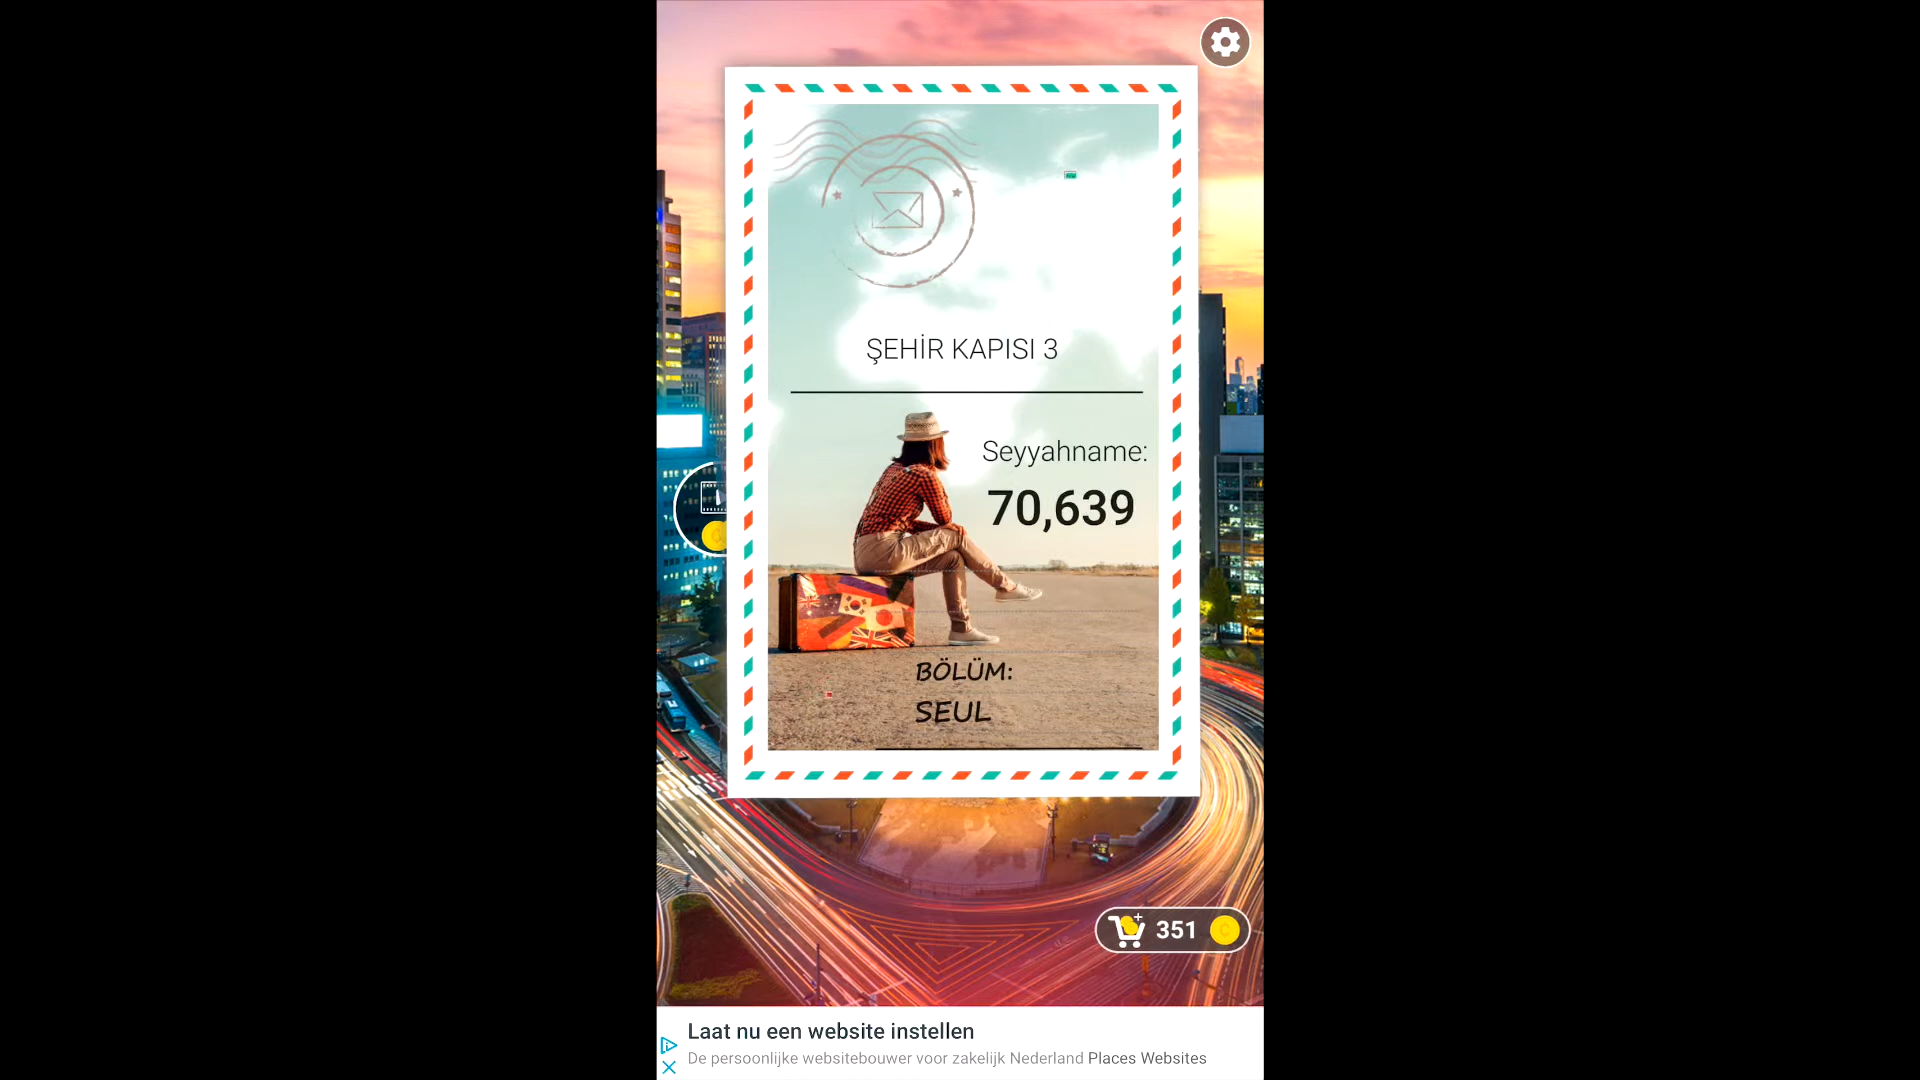 ŞEHİR KAPISI 3
Seyyahname:
70,639
BÖLÜM:
SEUL
351
Laat nu een website instellen
De persoonlijke websitebouwer voor zakelijk Nederland Places Websites